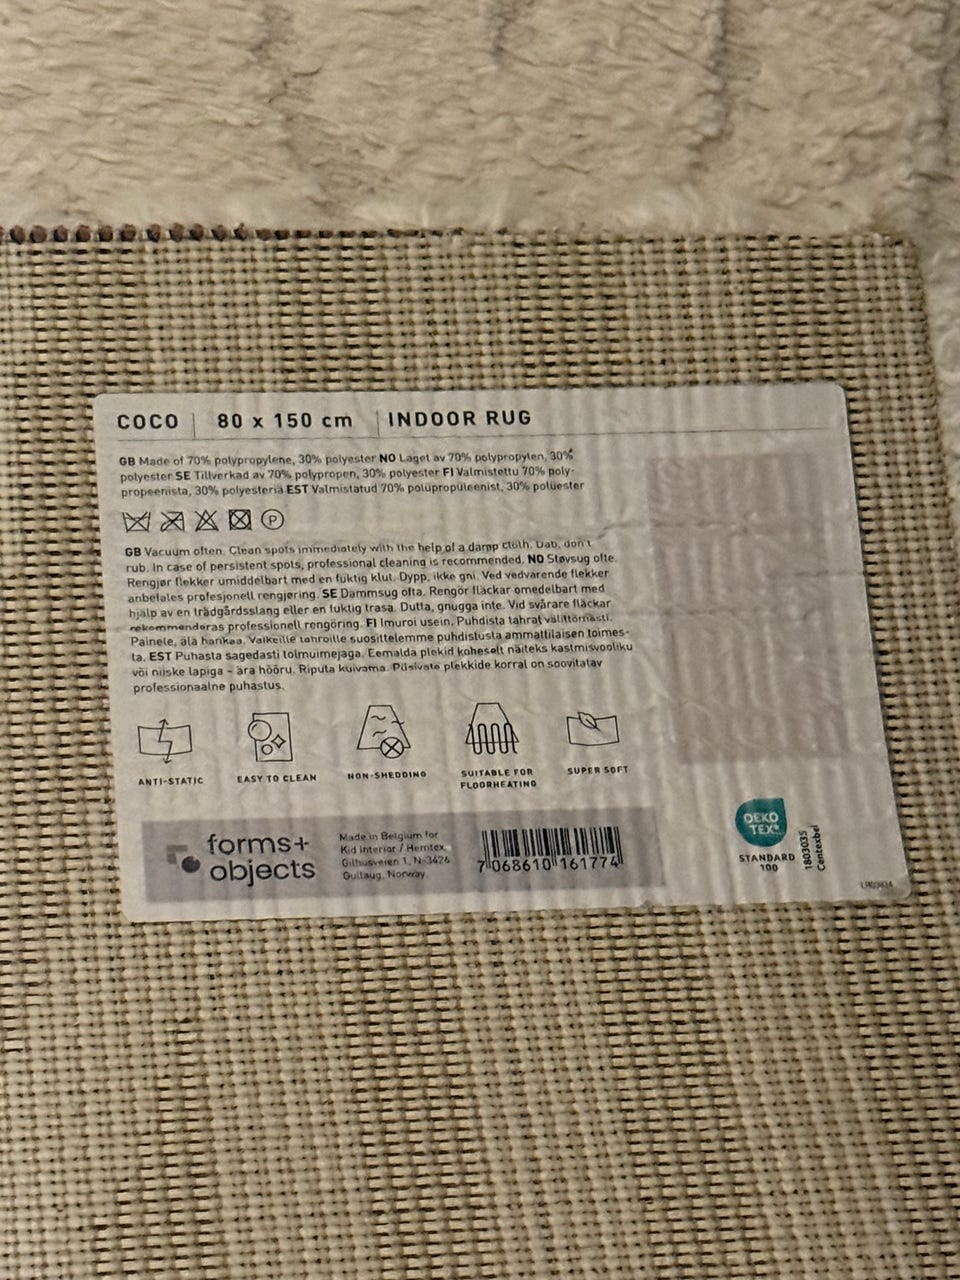 COCO | 80 x 150 cm | INDOOR RUG
GB Made of 70% polypropylene, 30% polyester NO Laget av 70% polypropylen, 30%
polyester SE Tillverkad av 70% polypropen, 30% polyester FI Valmistettu 70% poly-
propeenista, 30% polyesteria EST Valmistatud 70% polüpropüleenist, 30% polüester
P
GB Vacuum often. Clean spots immediately with the help of a damp cloth. Dab, don't
rub. In case of persistent spots, professional cleaning is recommended. NO Støvsug ofte.
Rengjør flekker umiddelbart med en fuktig klut. Dypp, ikke gni. Ved vedvarende flekker
anbefales profesjonell rengjøring. SE Dammsug ofta. Rengör fläckar omedelbart med
hjälp av en trädgårdsslang eller en fuktig trasa. Dutta, gnugga inte. Vid svårare fläckar
rekommenderas professionell rengöring. FI Imuroi usein. Puhdista tahrat välittömästi.
Painele, älä hankaa. Vaikeille tahroille suosittelemme puhdistusta ammattilaisen toimes-
ta. EST Puhasta sagedasti tolmuimejaga. Eemalda plekid koheselt näiteks kastmisvooliku
või niiske lapiga – ära hõõru. Riputa kuivama. Püsivate plekkide korral on soovitatav
professionaalne puhastus.
ANTI-STATIC
EASY TO CLEAN
NON-SHEDDING
SUITABLE FOR
FLOORHEATING
SUPER SOFT
forms+
objects
Made in Belgium for
Kid Interior / Hemtex
Gilhusveien 1, N-3426
Gullaug, Norway
7 068610 161774
OEKO
TEX®
STANDARD
100
1803035
Centexbel